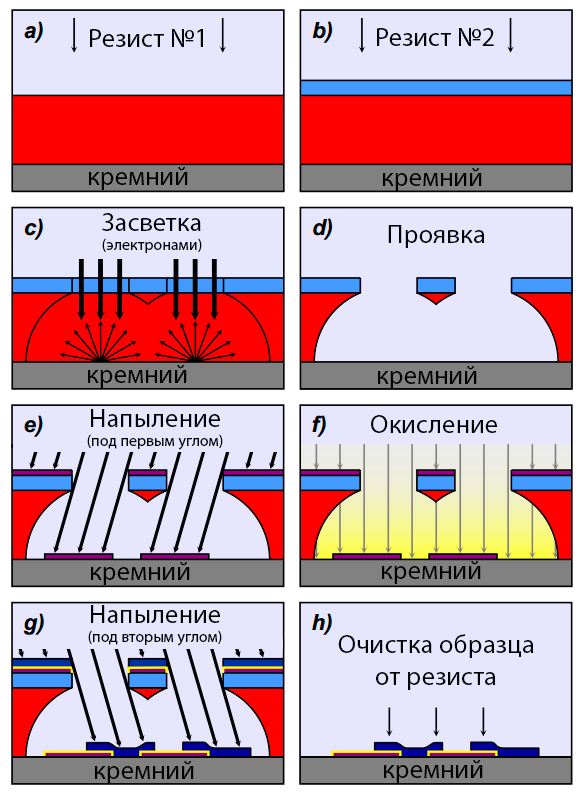 a)
Резист №1
кремний
b)
Резист №2
кремний
c)
Засветка
(электронами)
кремний
d)
Проявка
кремний
e)
Напыление
(под первым углом)
кремний
f)
Окисление
кремний
g)
Напыление
(под вторым углом)
кремний
h)
Очистка образца
от резиста
кремний